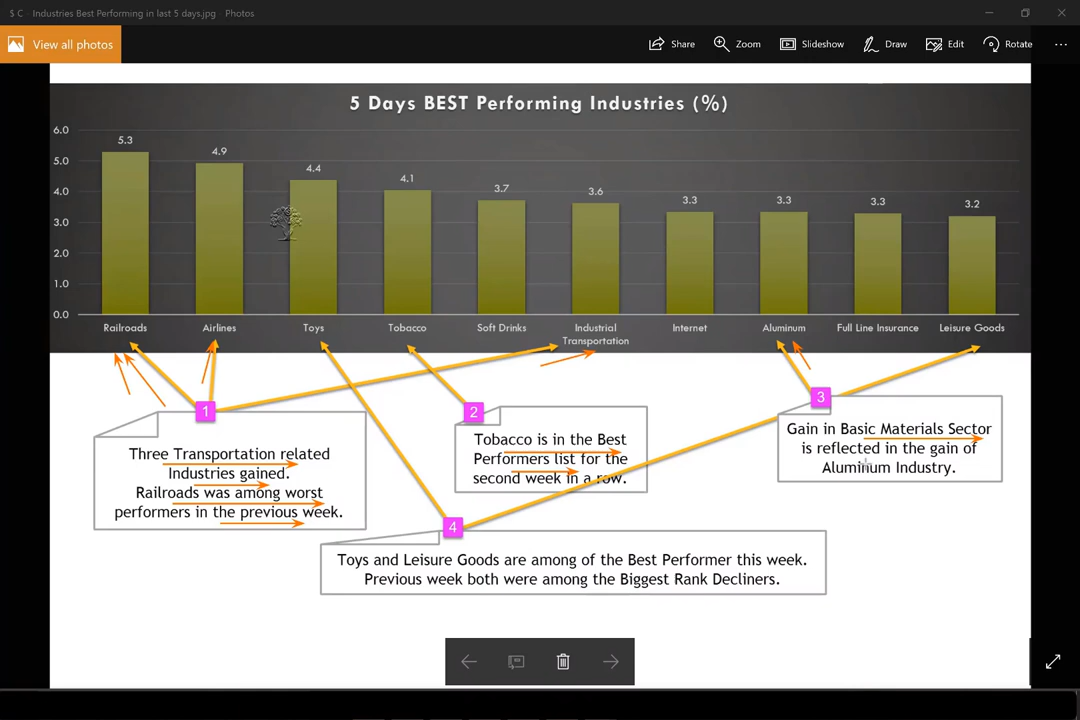 $ C   Industries Best Performing in last 5 days.jpg - Photos
View all photos
Share
Zoom
Slideshow
Draw
Edit
Rotate
5 Days BEST Performing Industries (%)
6.0
5.0
4.0
3.0
2.0
1.0
0.0
5.3
4.9
4.4
4.1
3.7
3.6
3.3
3.3
3.3
3.2
Railroads
Airlines
Toys
Tobacco
Soft Drinks
Industrial
Transportation
Internet
Aluminum
Full Line Insurance
Leisure Goods
1
Three Transportation related
Industries gained.
Railroads was among worst
performers in the previous week.
2
Tobacco is in the Best
Performers list for the
second week in a row.
3
Gain in Basic Materials Sector
is reflected in the gain of
Aluminum Industry.
4
Toys and Leisure Goods are among of the Best Performer this week.
Previous week both were among the Biggest Rank Decliners.